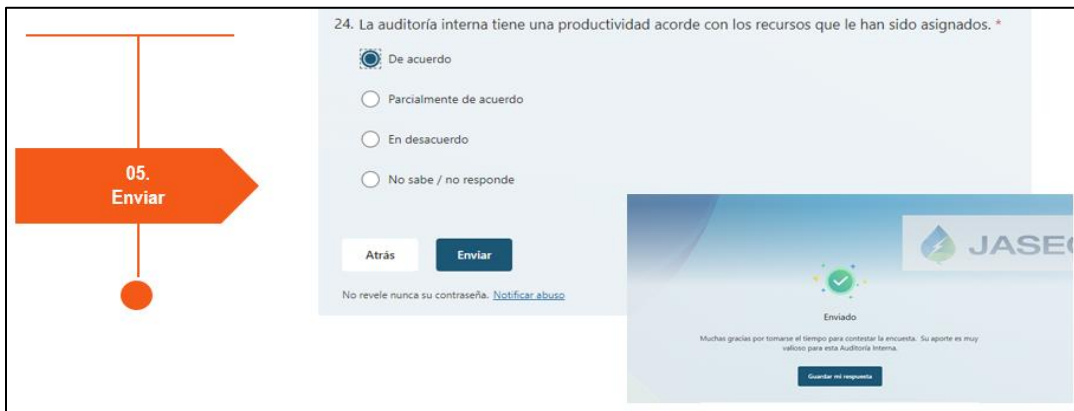 05.
Enviar
24. La auditoría interna tiene una productividad acorde con los recursos que le han sido asignados. *
De acuerdo
Parcialmente de acuerdo
En desacuerdo
No sabe / no responde
Atrás
Enviar
No revele nunca su contraseña. Notificar abuso
JASEC
Enviado
Muchas gracias por tomarse el tiempo para contestar la encuesta. Su aporte es muy
valioso para esta Auditoría Interna.
Guardar mi respuesta